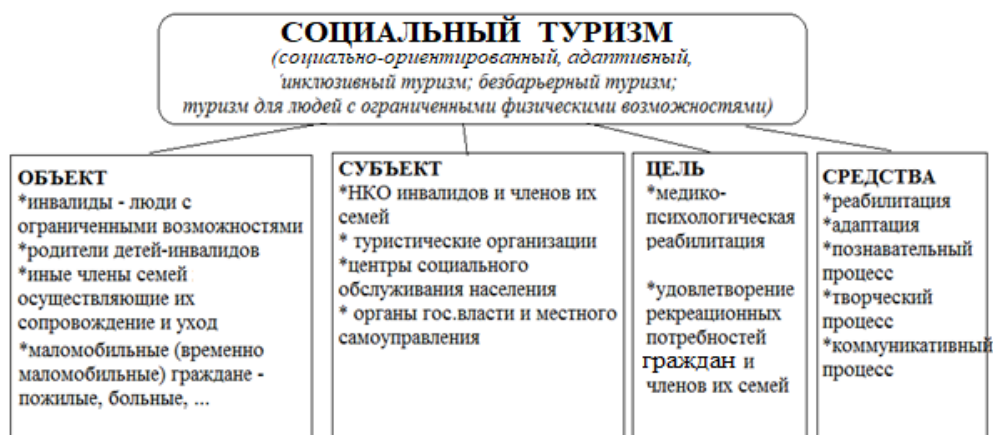 СОЦИАЛЬНЫЙ ТУРИЗМ
(социально-ориентированный, адаптивный,
инклюзивный туризм; безбарьерный туризм;
туризм для людей с ограниченными физическими возможностями)
ОБЪЕКТ
*инвалиды - люди с
ограниченными возможностями
*родители детей-инвалидов
*иные члены семей
осуществляющие их
сопровождение и уход
*маломобильные (временно
маломобильные) граждане -
пожилые, больные, ...
СУБЪЕКТ
*НКО инвалидов и членов их
семей
* туристические организации
*центры социального
обслуживания населения
* органы гос.власти и местного
самоуправления
ЦЕЛЬ
*медико-
психологическая
реабилитация
*удовлетворение
рекреационных
потребностей
граждан и
членов их семей
СРЕДСТВА
*реабилитация
*адаптация
*познавательный
процесс
*творческий
процесс
*коммуникативный
процесс